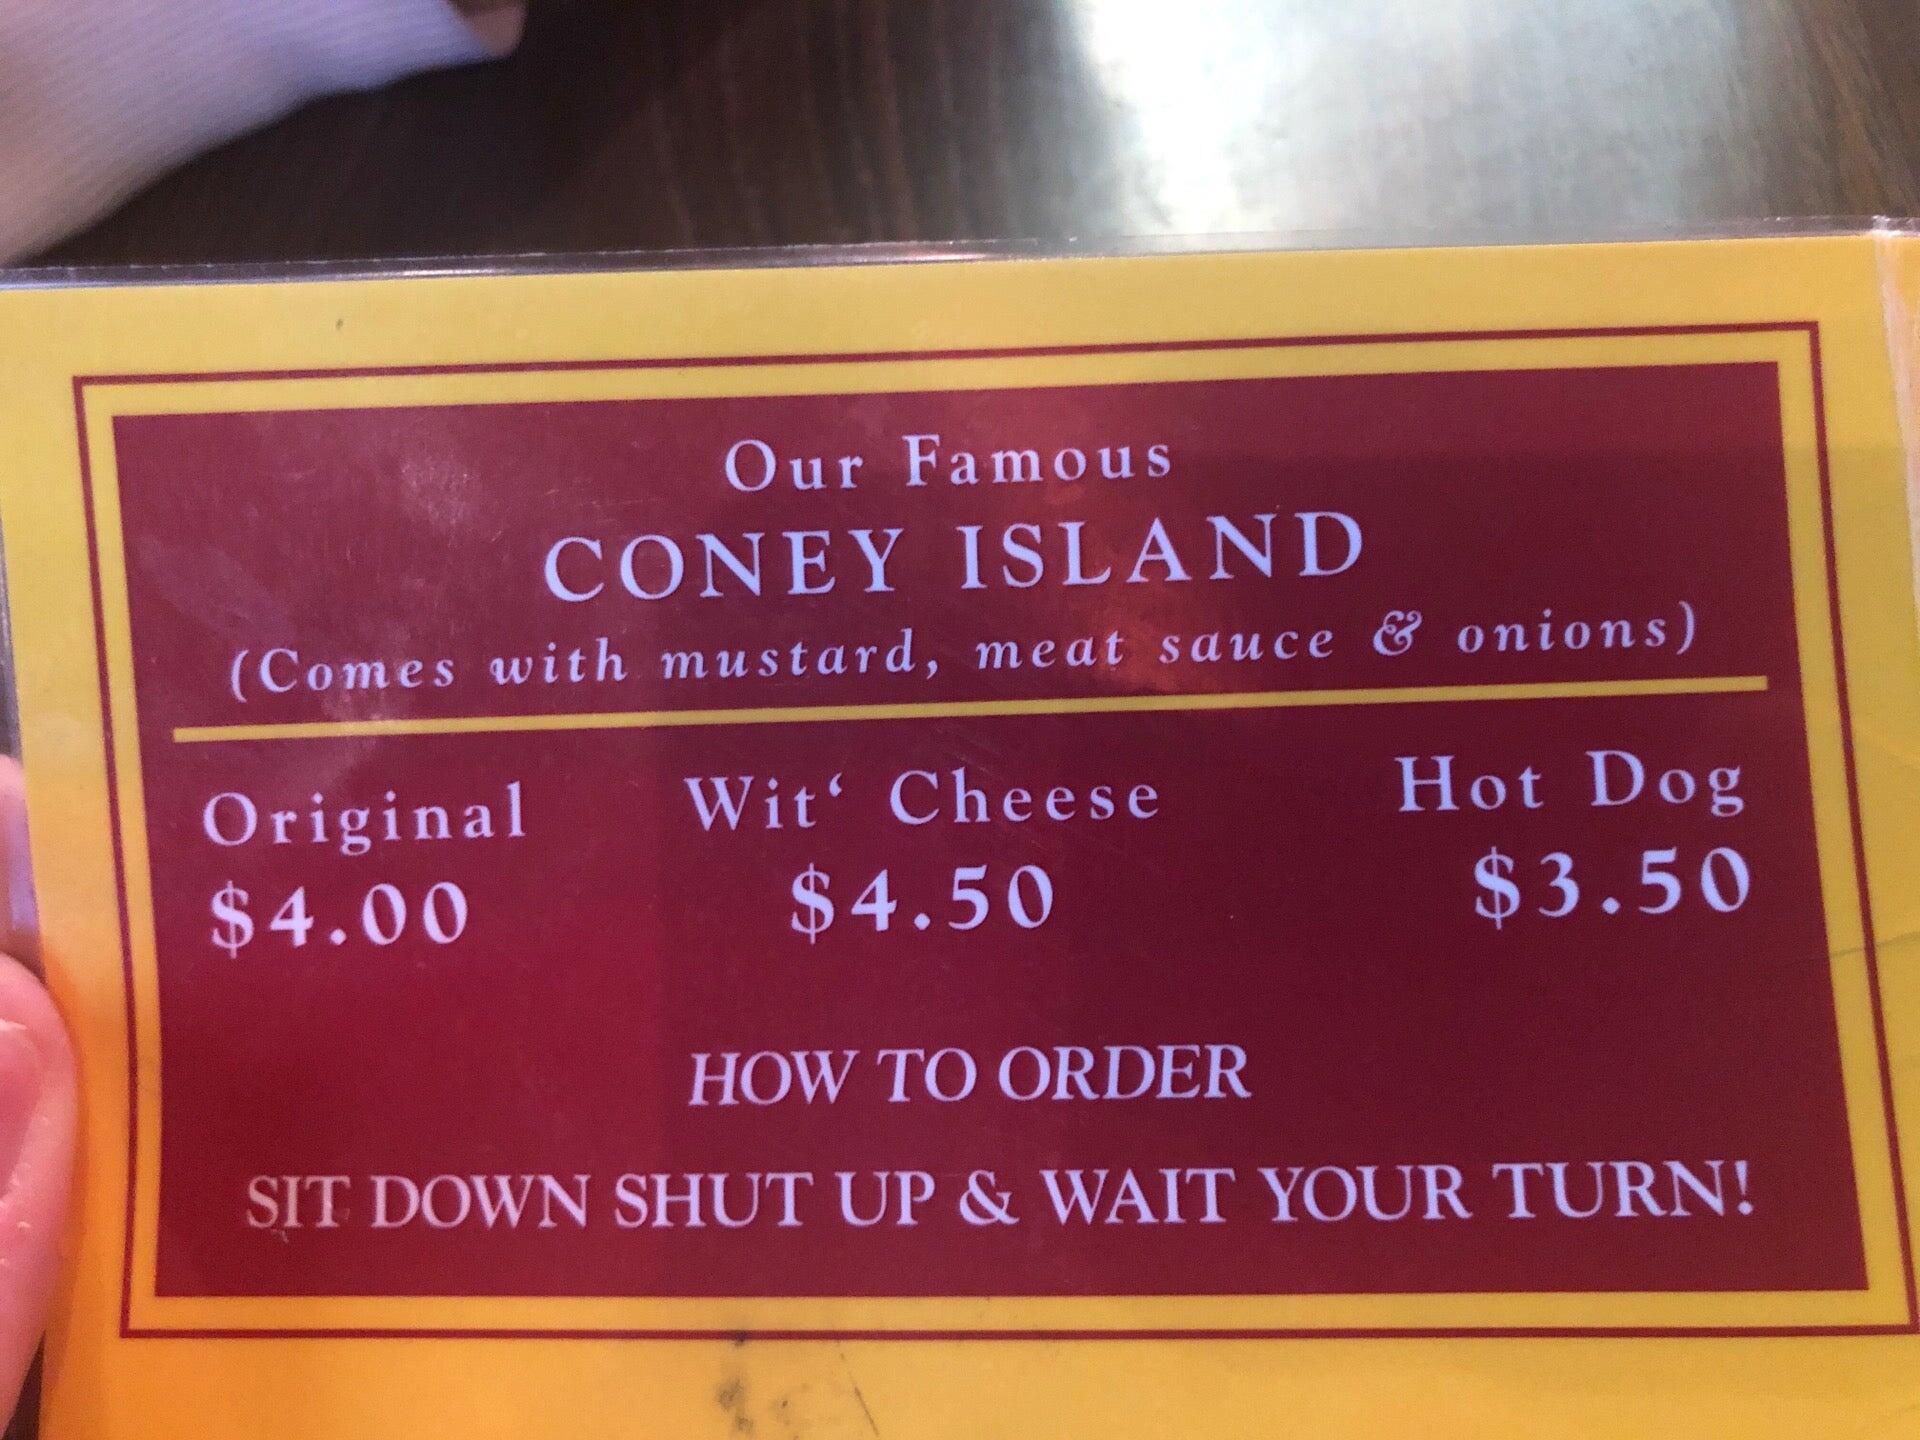 Our Famous
CONEY ISLAND
(Comes with mustard, meat sauce & onions)
Original Wit‘ Cheese Hot Dog
$4.00 $4.50 $3.50
HOW TO ORDER
SIT DOWN SHUT UP & WAIT YOUR TURN!